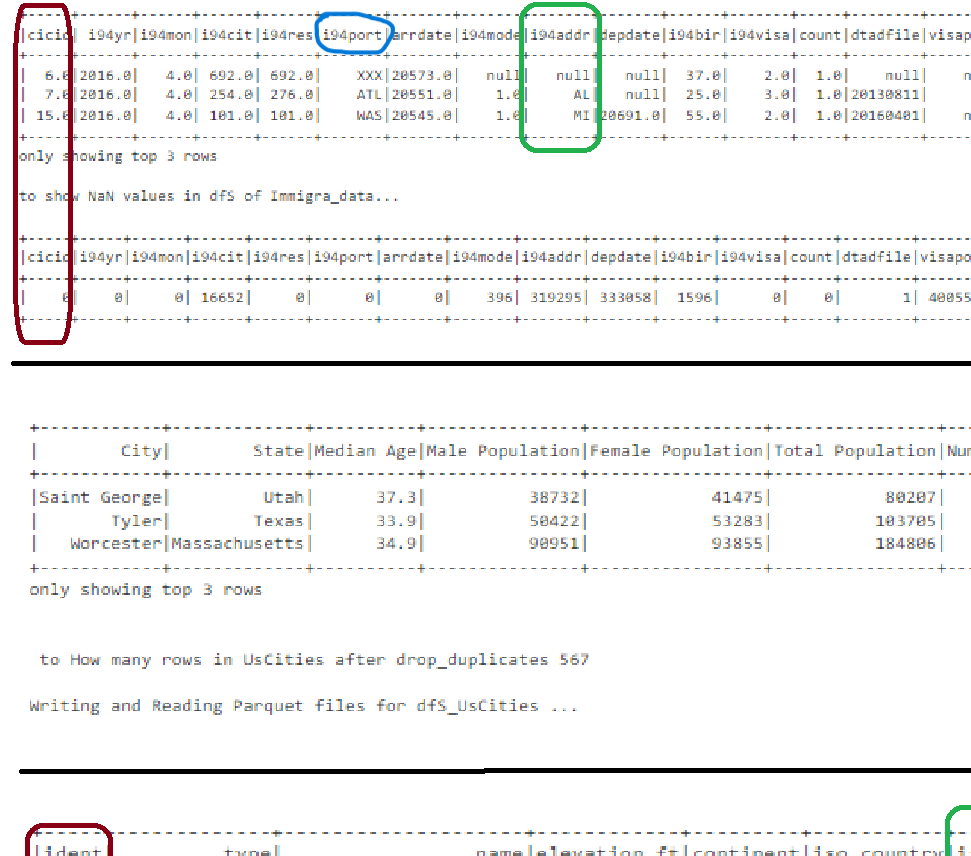 |cicid| i94yr|i94mon|i94cit|i94res|i94port|arrdate|i94mode|i94addr|depdate|i94bir|i94visa|count|dtadfile|visap
| 6.0|2016.0| 4.0| 692.0| 692.0| XXX|20573.0| null| null| null| 37.0| 2.0| 1.0| null| n
| 7.0|2016.0| 4.0| 254.0| 276.0| ATL|20551.0| 1.0| AL| null| 25.0| 3.0| 1.0|20130811|
| 15.0|2016.0| 4.0| 101.0| 101.0| WAS|20545.0| 1.0| MI|20691.0| 55.0| 2.0| 1.0|20160401| n
only showing top 3 rows
to show NaN values in dfS of Immigra_data...
|cicid|i94yr|i94mon|i94cit|i94res|i94port|arrdate|i94mode|i94addr|depdate|i94bir|i94visa|count|dtadfile|visapo
| 0| 0| 0| 16652| 0| 0| 0| 396| 319295| 333058| 1596| 0| 0| 1| 40055
| City| State|Median Age|Male Population|Female Population|Total Population|Num
|Saint George| Utah| 37.3| 38732| 41475| 80207|
| Tyler| Texas| 33.9| 50422| 53283| 103705|
| Worcester|Massachusetts| 34.9| 90951| 93855| 184806|
only showing top 3 rows
to How many rows in UsCities after drop_duplicates 567
Writing and Reading Parquet files for dfS_UsCities ...
|ident| type| name|elevation_ft|continent|iso_country|i